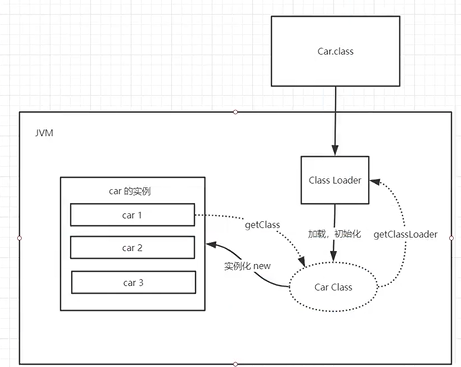 Car.class
JVM
Class Loader
car 的实例
car 1
getClass
加载，初始化
getClassLoader
car 2
实例化 new
car 3
Car Class